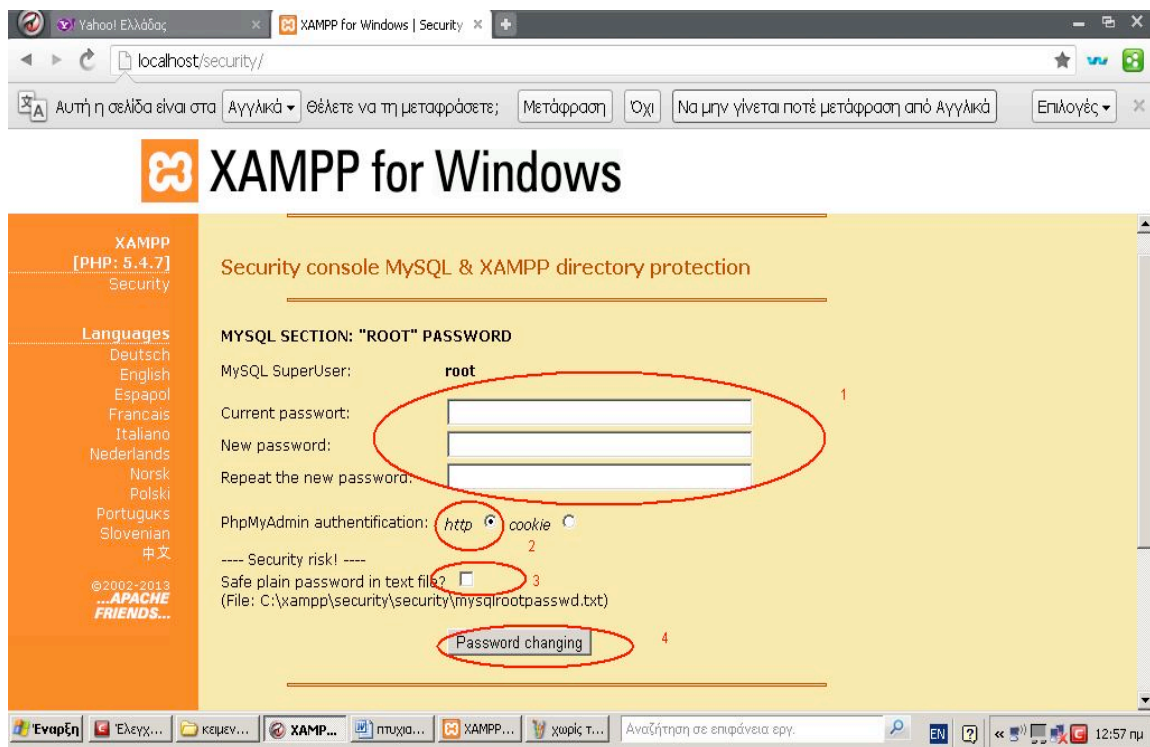 Yahoo! Ελλάδας
XAMPP for Windows | Security
localhost/security/
Αυτή η σελίδα είναι στα Αγγλικά Θέλετε να τη μεταφράσετε; Μετάφραση Όχι Να μην γίνεται ποτέ μετάφραση από Αγγλικά Επιλογές
XAMPP for Windows
XAMPP
[PHP: 5.4.7]
Security
Languages
Deutsch
English
Espapol
Francais
Italiano
Nederlands
Norsk
Polski
Portuguкs
Slovenian
中文
©2002-2013
...APACHE
FRIENDS...
Security console MySQL & XAMPP directory protection
MYSQL SECTION: "ROOT" PASSWORD
MySQL SuperUser: root
Current passwort:
New password:
Repeat the new password:
1
PhpMyAdmin authentification: http cookie
2
---- Security risk! ----
Safe plain password in text file? 3
(File: C:\xampp\security\security\mysqlrootpasswd.txt)
Password changing 4
Έναρξη Έλεγχ... κειμεν... XAMP... πτυχια... XAMPP... χωρίς τ... Αναζήτηση σε επιφάνεια εργ. EN ? « 12:57 πμ